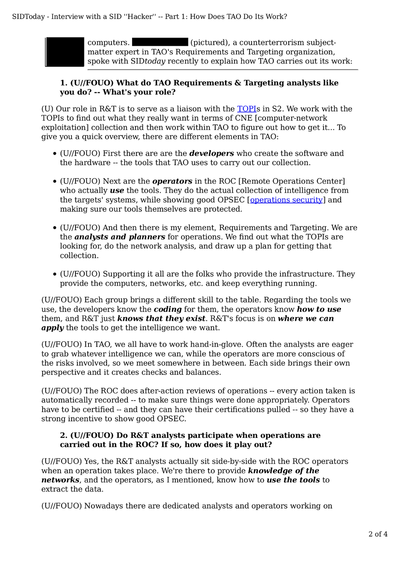 SIDToday - Interview with a SID "Hacker" -- Part 1: How Does TAO Do Its Work?
computers. (pictured), a counterterrorism subject-
matter expert in TAO's Requirements and Targeting organization,
spoke with SIDtoday recently to explain how TAO carries out its work:
1. (U//FOUO) What do TAO Requirements & Targeting analysts like
you do? -- What's your role?
(U) Our role in R&T is to serve as a liaison with the TOPIs in S2. We work with the
TOPIs to find out what they really want in terms of CNE [computer-network
exploitation] collection and then work within TAO to figure out how to get it... To
give you a quick overview, there are different elements in TAO:
• (U//FOUO) First there are are the developers who create the software and
the hardware -- the tools that TAO uses to carry out our collection.
• (U//FOUO) Next are the operators in the ROC [Remote Operations Center]
who actually use the tools. They do the actual collection of intelligence from
the targets' systems, while showing good OPSEC [operations security] and
making sure our tools themselves are protected.
• (U//FOUO) And then there is my element, Requirements and Targeting. We are
the analysts and planners for operations. We find out what the TOPIs are
looking for, do the network analysis, and draw up a plan for getting that
collection.
• (U//FOUO) Supporting it all are the folks who provide the infrastructure. They
provide the computers, networks, etc. and keep everything running.
(U//FOUO) Each group brings a different skill to the table. Regarding the tools we
use, the developers know the coding for them, the operators know how to use
them, and R&T just knows that they exist. R&T's focus is on where we can
apply the tools to get the intelligence we want.
(U//FOUO) In TAO, we all have to work hand-in-glove. Often the analysts are eager
to grab whatever intelligence we can, while the operators are more conscious of
the risks involved, so we meet somewhere in between. Each side brings their own
perspective and it creates checks and balances.
(U//FOUO) The ROC does after-action reviews of operations -- every action taken is
automatically recorded -- to make sure things were done appropriately. Operators
have to be certified -- and they can have their certifications pulled -- so they have a
strong incentive to show good OPSEC.
2. (U//FOUO) Do R&T analysts participate when operations are
carried out in the ROC? If so, how does it play out?
(U//FOUO) Yes, the R&T analysts actually sit side-by-side with the ROC operators
when an operation takes place. We're there to provide knowledge of the
networks, and the operators, as I mentioned, know how to use the tools to
extract the data.
(U//FOUO) Nowadays there are dedicated analysts and operators working on
2 of 4